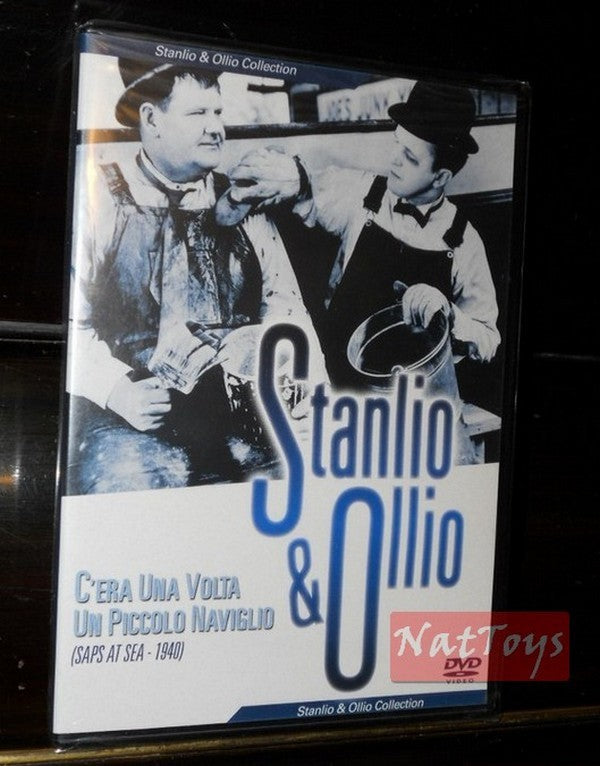 Stanlio & Ollio Collection
Stanlio
& Ollio
C'ERA UNA VOLTA
UN PICCOLO NAVIGLIO
(SAPS AT SEA - 1940)
NatToys
DVD
VIDEO
Stanlio & Ollio Collection